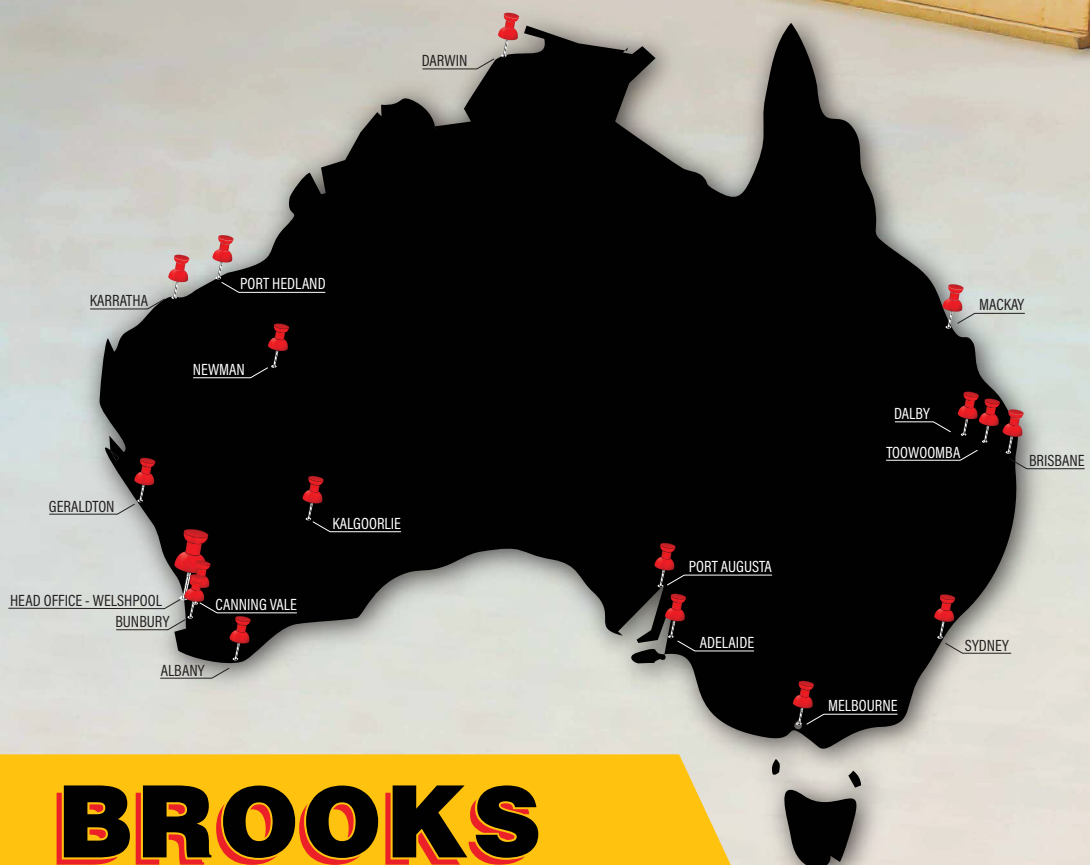 DARWIN
PORT HEDLAND
KARRATHA
MACKAY
NEWMAN
DALBY
TOOWOOMBA
BRISBANE
GERALDTON
KALGOORLIE
PORT AUGUSTA
HEAD OFFICE - WELSHPOOL
CANNING VALE
BUNBURY
ADELAIDE
SYDNEY
ALBANY
MELBOURNE
BROOKS